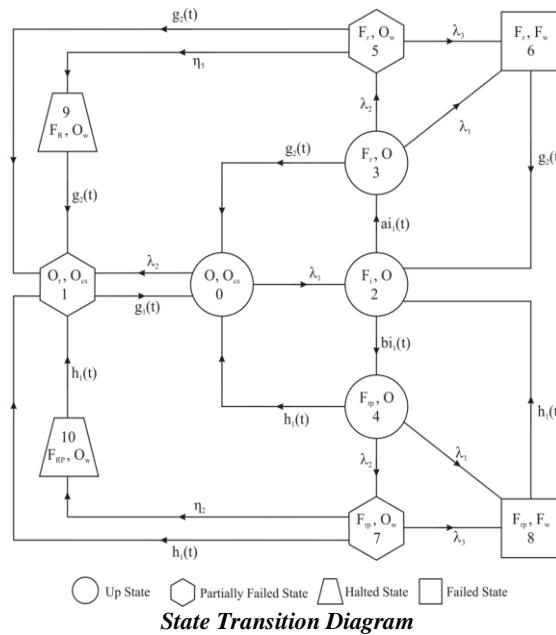 g₂(t)
F_r, O_w
5
λ₃
F_r, F_w
6
η₁
9
F_R, O_w
λ₂
λ₁
F_r, O
3
g₂(t)
g₂(t)
g₂(t)
ai₁(t)
O_r, O_cs
1
λ₂
g₁(t)
O, O_cs
0
λ₁
F_i, O
2
bi₁(t)
h₁(t)
10
F_RP, O_w
h₁(t)
F_rp, O
4
h₁(t)
λ₂
λ₁
η₂
F_rp, O_w
7
λ₃
F_rp, F_w
8
h₁(t)
Up State
Partially Failed State
Halted State
Failed State
State Transition Diagram